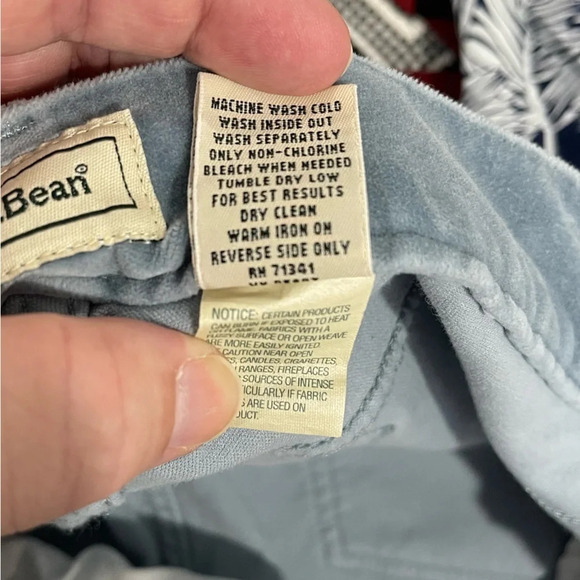 .Bean®
MACHINE WASH COLD
WASH INSIDE OUT
WASH SEPARATELY
ONLY NON-CHLORINE
BLEACH WHEN NEEDED
TUMBLE DRY LOW
FOR BEST RESULTS
DRY CLEAN
WARM IRON ON
REVERSE SIDE ONLY
RN 71341
NOTICE: CERTAIN PRODUCTS
CAN BURN IF EXPOSED TO HEAT
FABRICS WITH A
SURFACE OR OPEN WEAVE
ARE MORE EASILY IGNITED.
CAUTION NEAR OPEN
CANDLES, CIGARETTES,
RANGES, FIREPLACES
SOURCES OF INTENSE
IF FABRIC
ARE USED ON